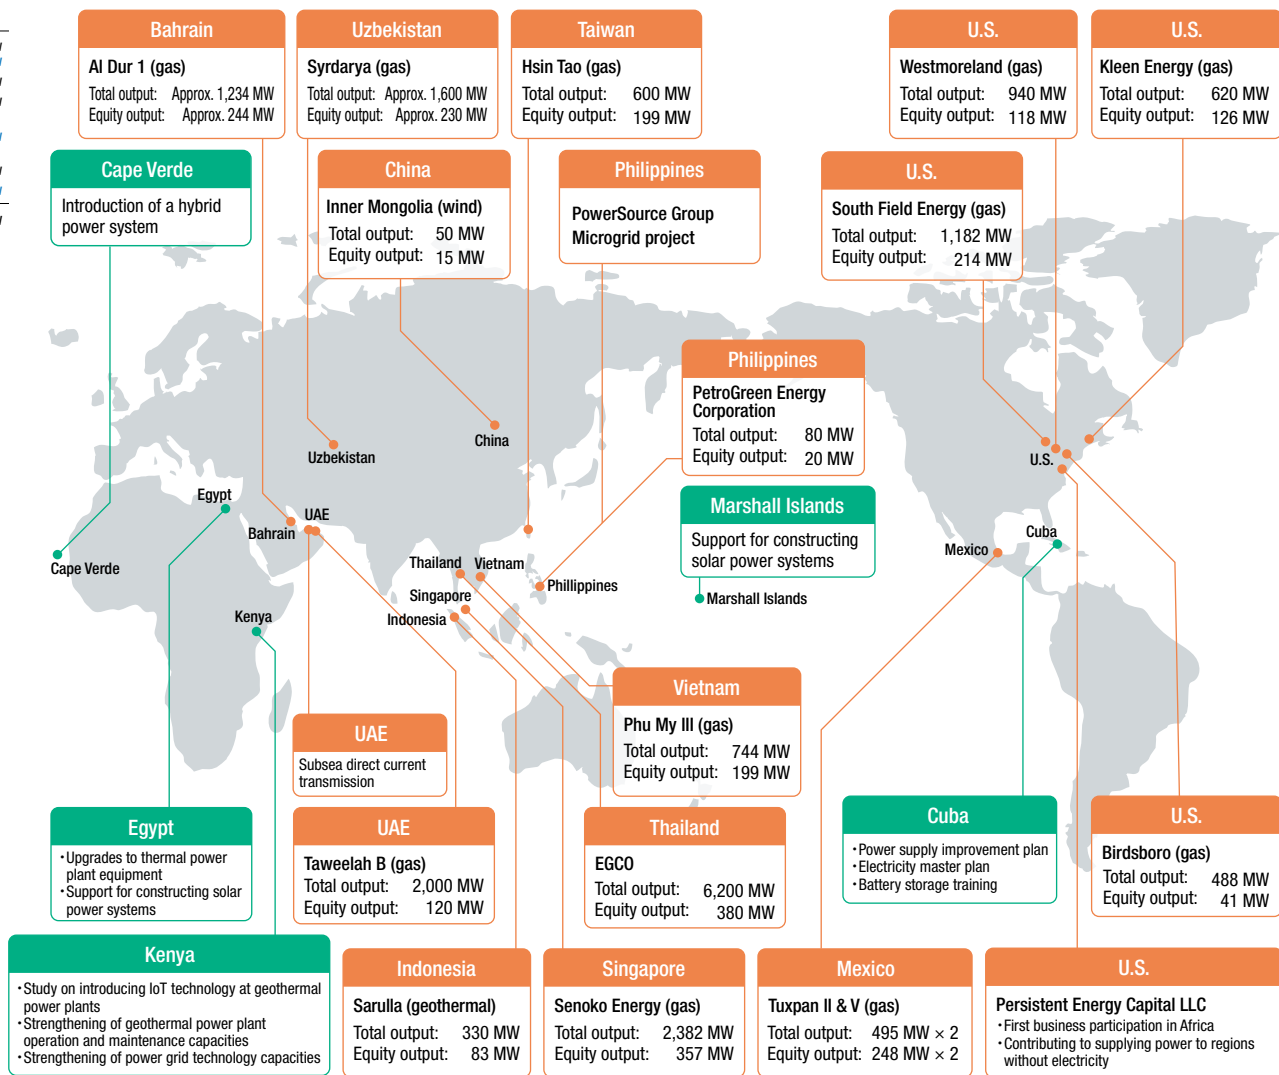 Bahrain
Al Dur 1 (gas)
Total output: Approx. 1,234 MW
Equity output: Approx. 244 MW
Uzbekistan
Syrdarya (gas)
Total output: Approx. 1,600 MW
Equity output: Approx. 230 MW
Taiwan
Hsin Tao (gas)
Total output: 600 MW
Equity output: 199 MW
U.S.
Westmoreland (gas)
Total output: 940 MW
Equity output: 118 MW
U.S.
Kleen Energy (gas)
Total output: 620 MW
Equity output: 126 MW
Cape Verde
Introduction of a hybrid
power system
China
Inner Mongolia (wind)
Total output: 50 MW
Equity output: 15 MW
Philippines
PowerSource Group
Microgrid project
U.S.
South Field Energy (gas)
Total output: 1,182 MW
Equity output: 214 MW
Philippines
PetroGreen Energy
Corporation
Total output: 80 MW
Equity output: 20 MW
Marshall Islands
Support for constructing
solar power systems
Marshall Islands
China
Uzbekistan
U.S.
Egypt
UAE
Bahrain
Cape Verde
Thailand
Vietnam
Phillippines
Singapore
Indonesia
Kenya
Cuba
Mexico
Vietnam
Phu My III (gas)
Total output: 744 MW
Equity output: 199 MW
UAE
Subsea direct current
transmission
Egypt
・Upgrades to thermal power
plant equipment
・Support for constructing solar
power systems
UAE
Taweelah B (gas)
Total output: 2,000 MW
Equity output: 120 MW
Thailand
EGCO
Total output: 6,200 MW
Equity output: 380 MW
Cuba
・Power supply improvement plan
・Electricity master plan
・Battery storage training
U.S.
Birdsboro (gas)
Total output: 488 MW
Equity output: 41 MW
Kenya
・Study on introducing IoT technology at geothermal
power plants
・Strengthening of geothermal power plant
operation and maintenance capacities
・Strengthening of power grid technology capacities
Indonesia
Sarulla (geothermal)
Total output: 330 MW
Equity output: 83 MW
Singapore
Senoko Energy (gas)
Total output: 2,382 MW
Equity output: 357 MW
Mexico
Tuxpan II & V (gas)
Total output: 495 MW × 2
Equity output: 248 MW × 2
U.S.
Persistent Energy Capital LLC
・First business participation in Africa
・Contributing to supplying power to regions
without electricity